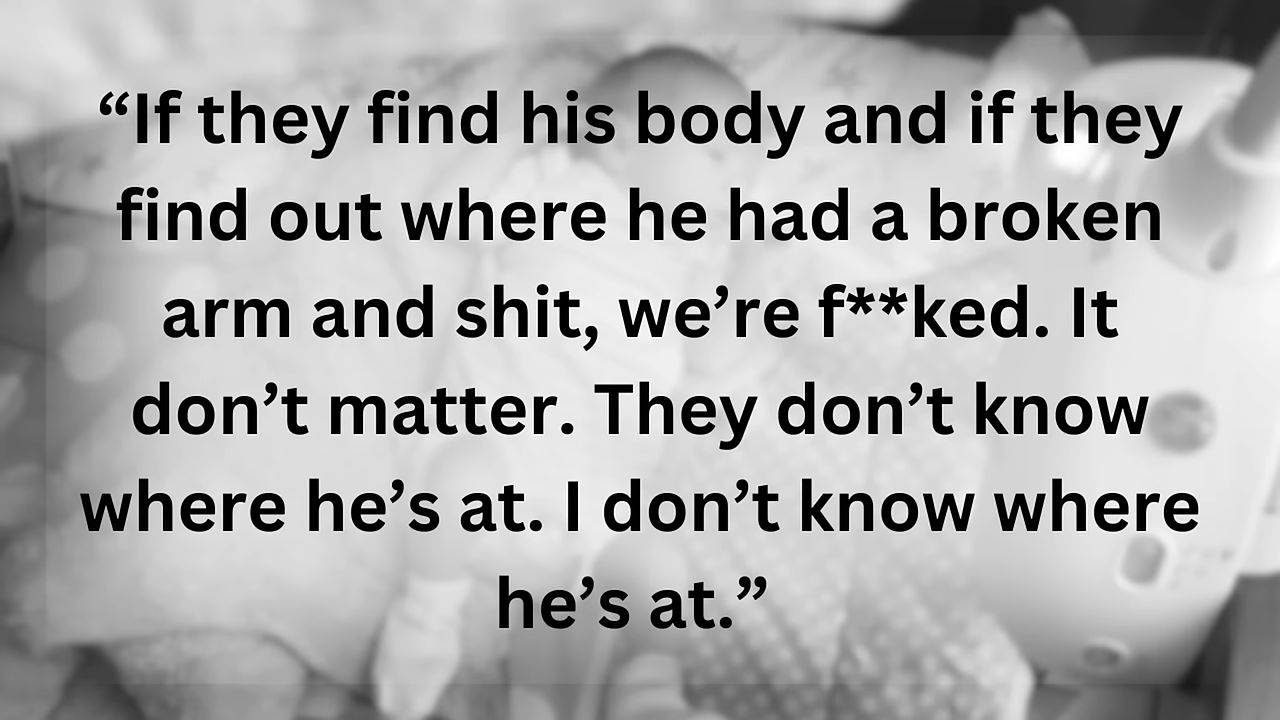 “If they find his body and if they
find out where he had a broken
arm and shit, we’re f**ked. It
don’t matter. They don’t know
where he’s at. I don’t know where
he’s at.”